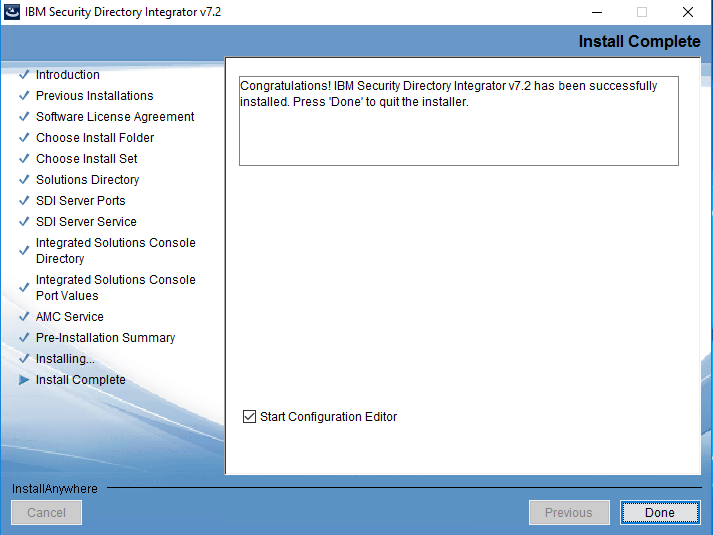 IBM Security Directory Integrator v7.2
Install Complete
Introduction
Previous Installations
Software License Agreement
Choose Install Folder
Choose Install Set
Solutions Directory
SDI Server Ports
SDI Server Service
Integrated Solutions Console
Directory
Integrated Solutions Console
Port Values
AMC Service
Pre-Installation Summary
Installing...
Install Complete
Congratulations! IBM Security Directory Integrator v7.2 has been successfully
installed. Press 'Done' to quit the installer.
Start Configuration Editor
InstallAnywhere
Cancel
Previous
Done